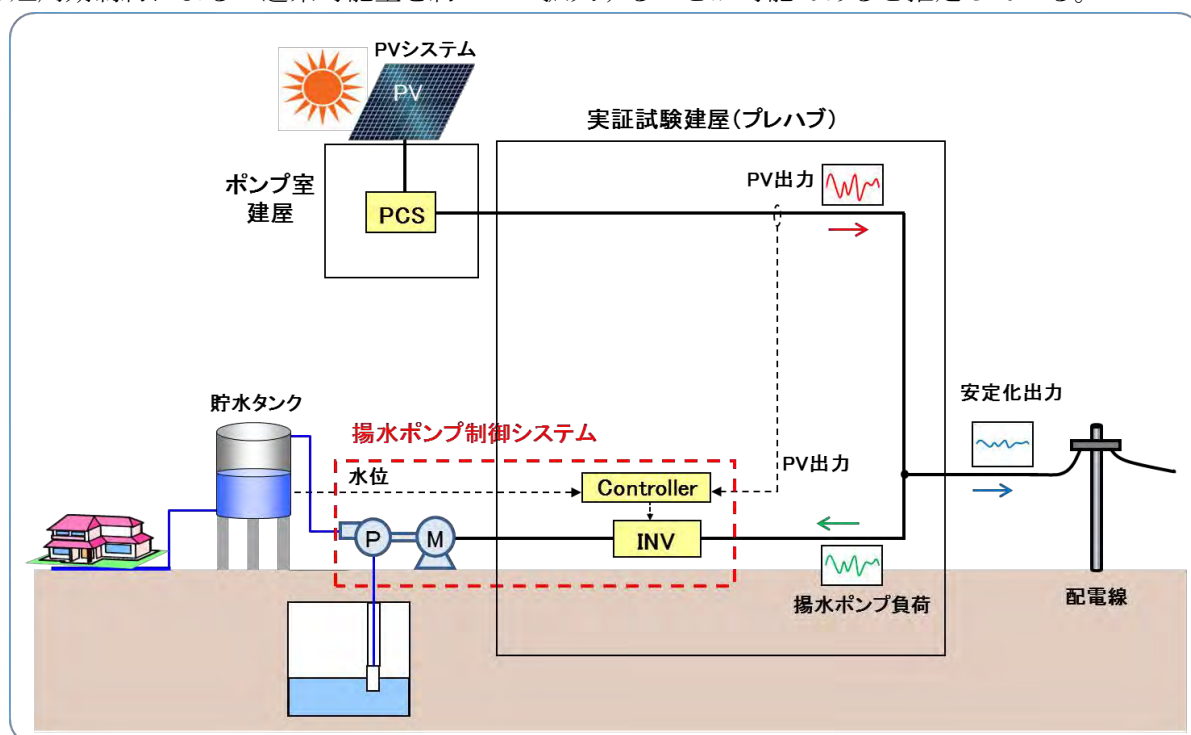 PVシステム
PV
実証試験建屋(プレハブ)
ポンプ室
建屋
PCS
PV出力
安定化出力
貯水タンク
揚水ポンプ制御システム
水位
Controller
PV出力
P
M
INV
揚水ポンプ負荷
配電線